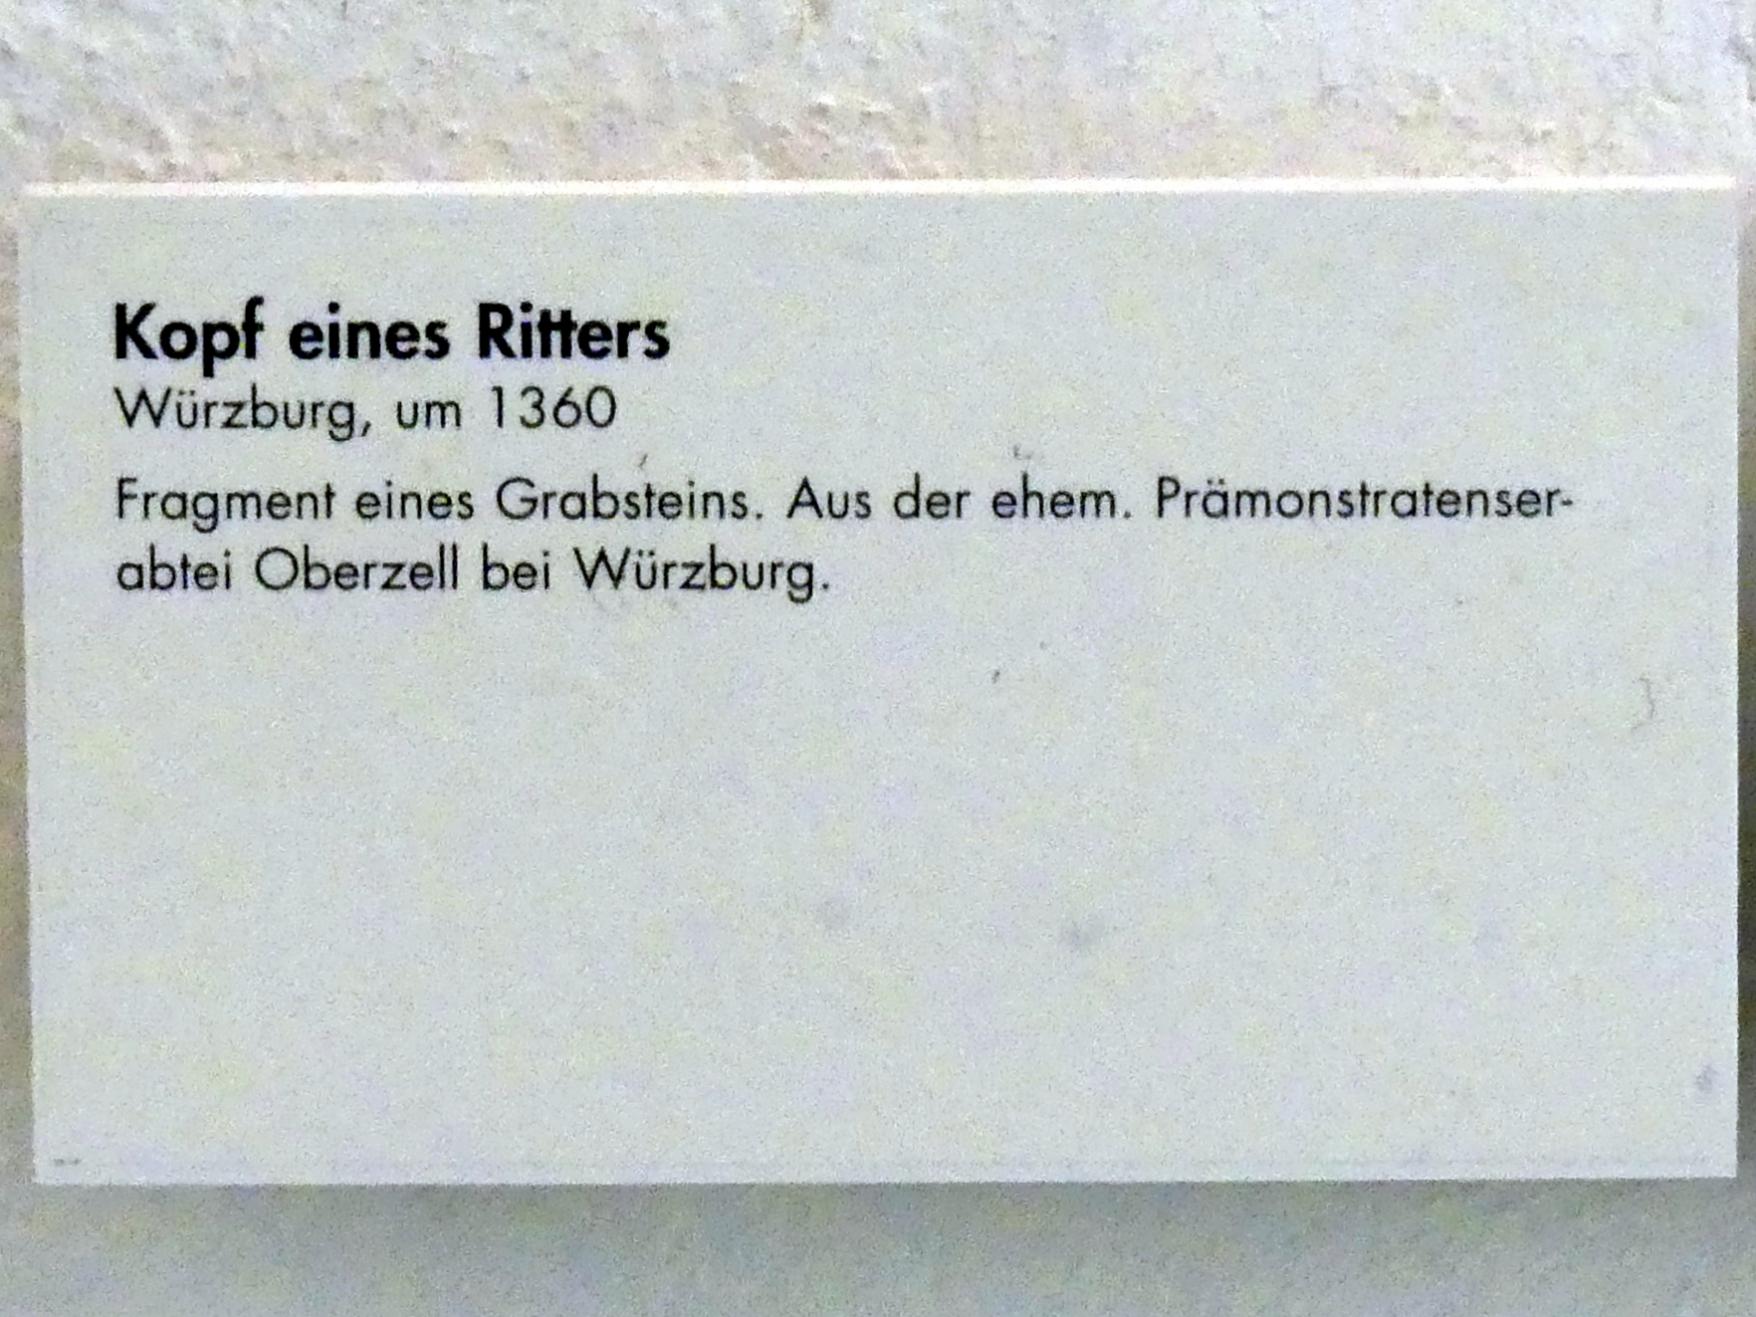 Kopf eines Ritters
Würzburg, um 1360
Fragment eines Grabsteins. Aus der ehem. Prämonstratenser-
abtei Oberzell bei Würzburg.